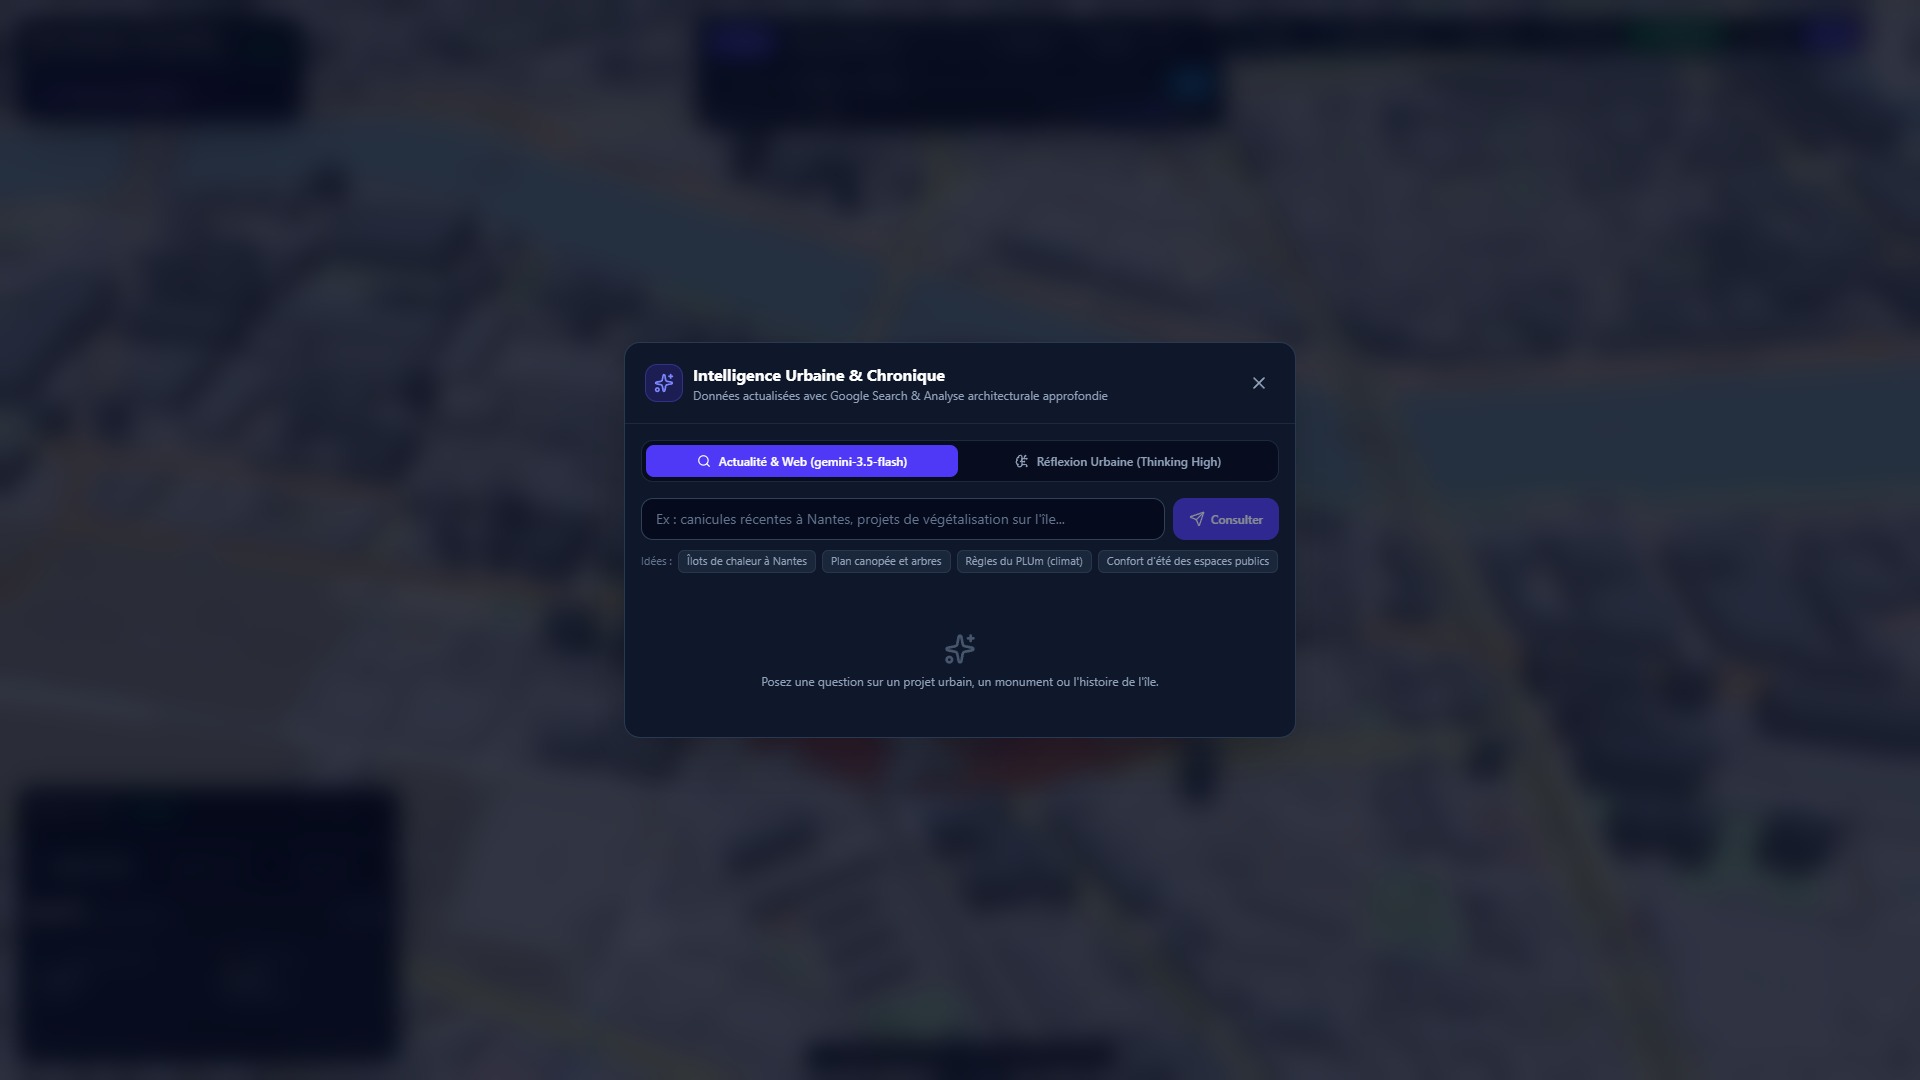 Intelligence Urbaine & Chronique
Données actualisées avec Google Search & Analyse architecturale approfondie
Actualité & Web (gemini-3.5-flash)
Réflexion Urbaine (Thinking High)
Ex : canicules récentes à Nantes, projets de végétalisation sur l'île...
Consulter
Idées :
Îlots de chaleur à Nantes
Plan canopée et arbres
Règles du PLUm (climat)
Confort d'été des espaces publics
Posez une question sur un projet urbain, un monument ou l'histoire de l'île.